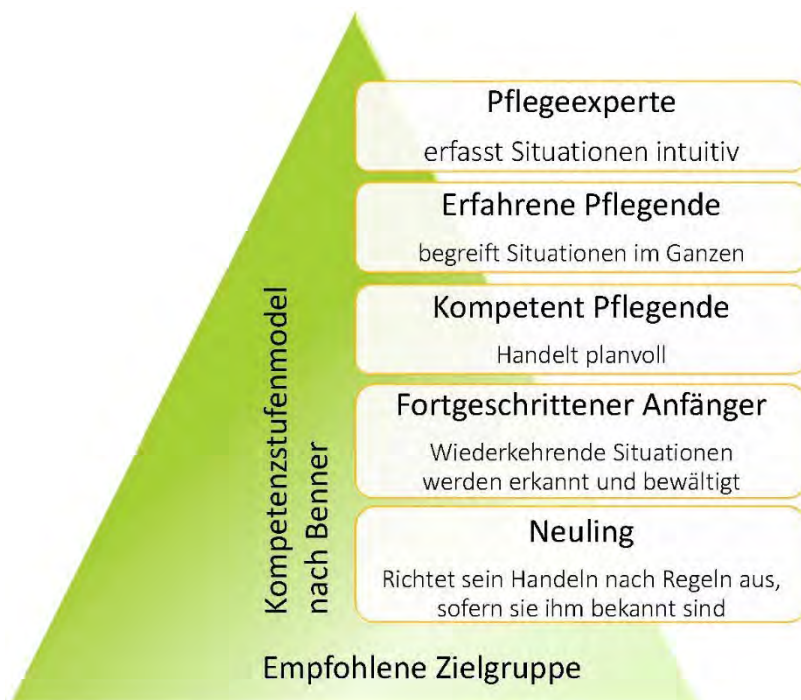 Pflegeexperte
erfasst Situationen intuitiv
Erfahrene Pflegende
begreift Situationen im Ganzen
Kompetent Pflegende
Handelt planvoll
Fortgeschrittener Anfänger
Wiederkehrende Situationen
werden erkannt und bewältigt
Neuling
Richtet sein Handeln nach Regeln aus,
sofern sie ihm bekannt sind
Kompetenzstufenmodel
nach Benner
Empfohlene Zielgruppe